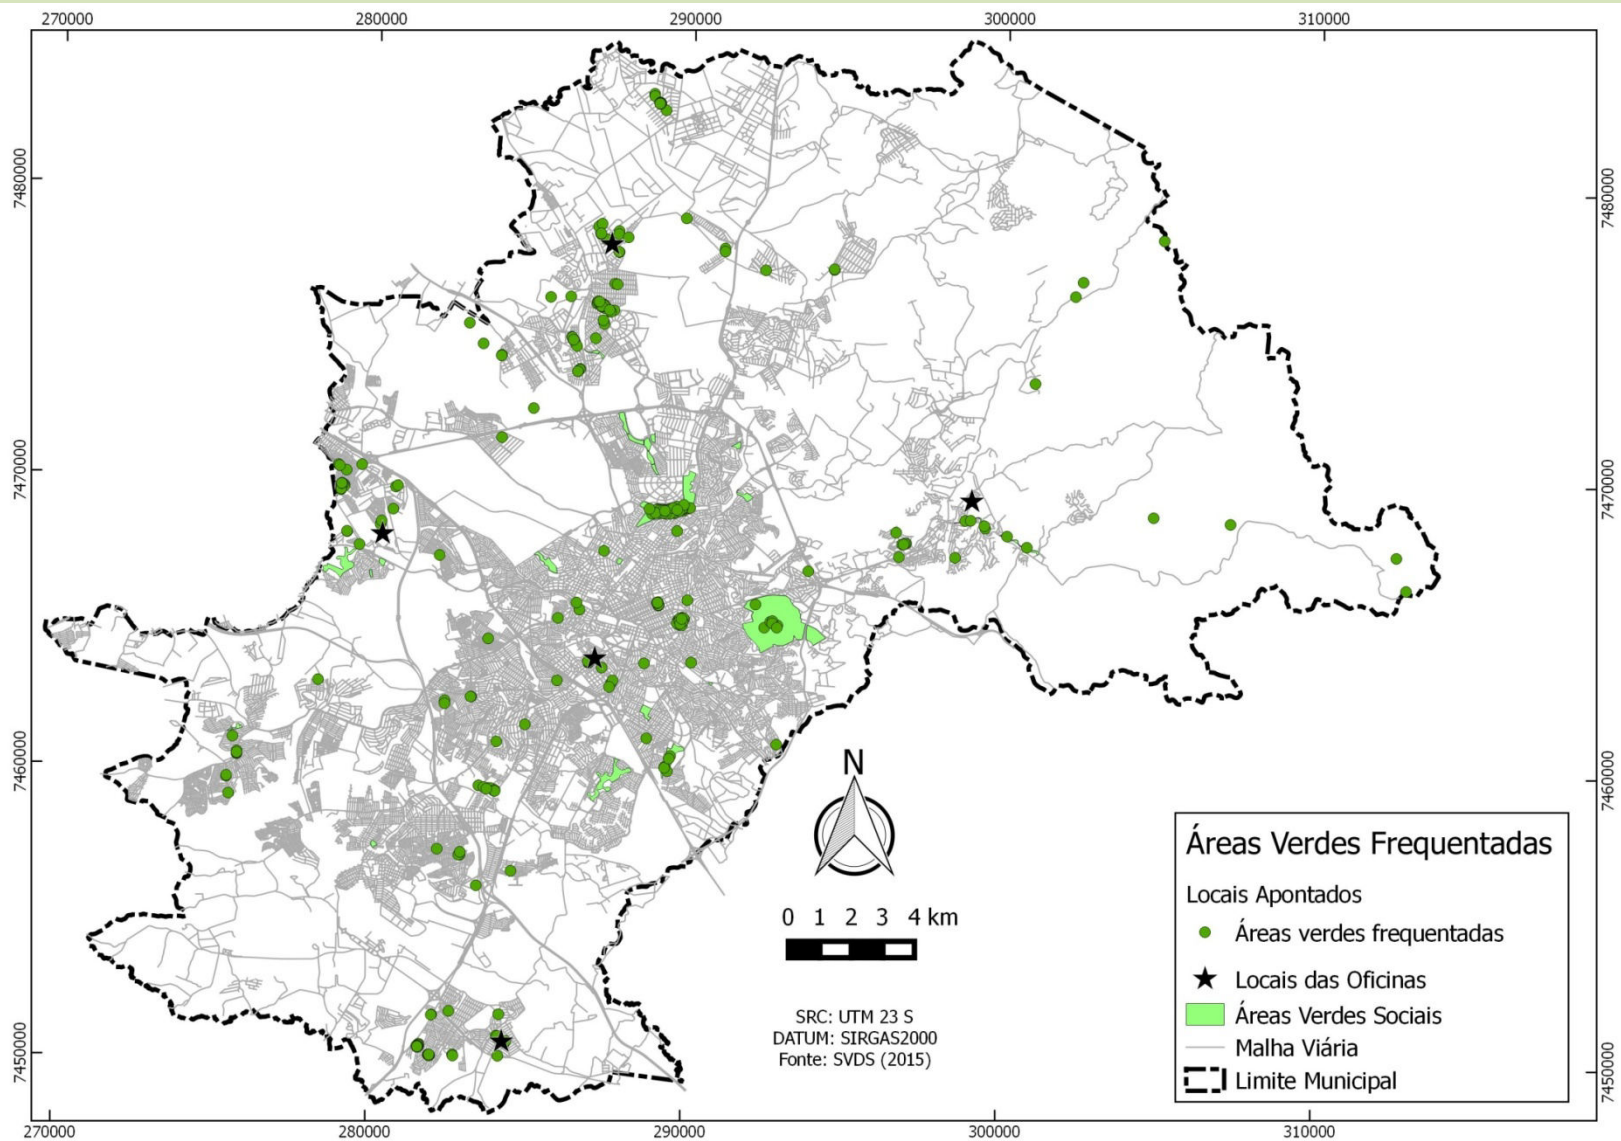 270000 280000 290000 300000 310000
7480000
7480000
7470000
7470000
7460000
7460000
7450000
7450000
N
0 1 2 3 4 km
SRC: UTM 23 S
DATUM: SIRGAS2000
Fonte: SVDS (2015)
Áreas Verdes Frequentadas
Locais Apontados
Áreas verdes frequentadas
Locais das Oficinas
Áreas Verdes Sociais
Malha Viária
Limite Municipal
270000 280000 290000 300000 310000